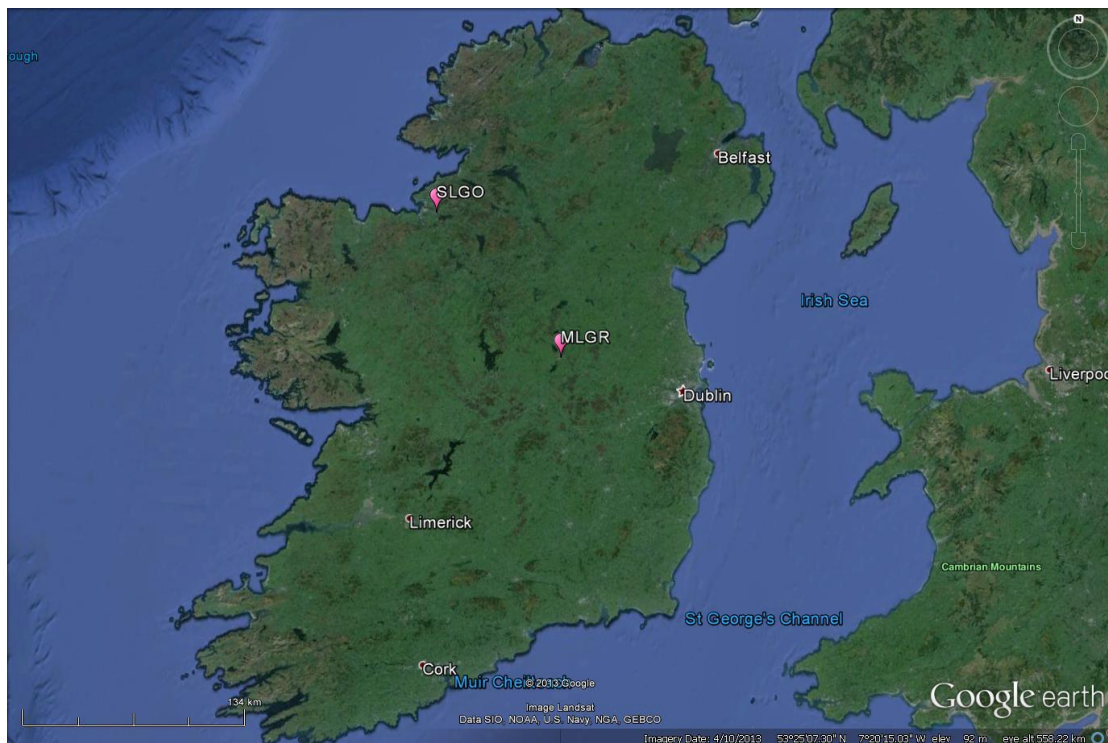 N
ough
Belfast
SLGO
Irish Sea
MLGR
Liverpoo
Dublin
Limerick
Cambrian Mountains
St George's Channel
Cork
Muir Cheilteach
© 2013 Google
134 km
Google earth
Image Landsat
Data SIO, NOAA, U.S. Navy, NGA, GEBCO
Imagery Date: 4/10/2013 53°25'07.30" N 7°20'15.03" W elev 92 m eye alt 558.22 km